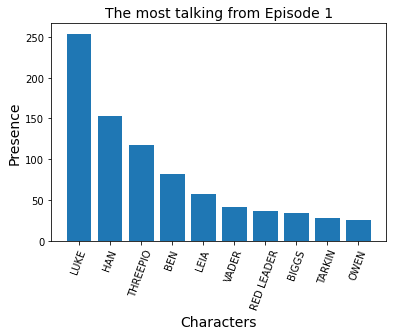 The most talking from Episode 1
Presence
250
200
150
100
50
0
LUKE
HAN
THREEPIO
BEN
LEIA
VADER
RED LEADER
BIGGS
TARKIN
OWEN
Characters